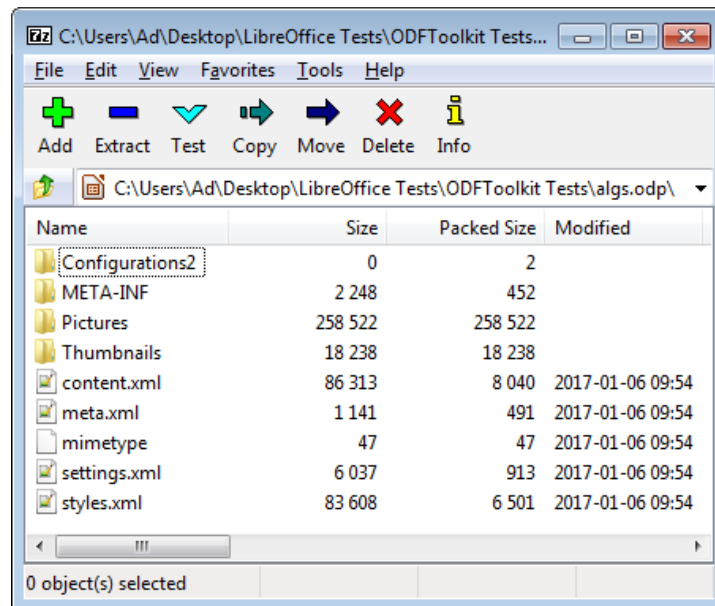 7z C:\Users\Ad\Desktop\LibreOffice Tests\ODFToolkit Tests...
File Edit View Favorites Tools Help
Add Extract Test Copy Move Delete Info
C:\Users\Ad\Desktop\LibreOffice Tests\ODFToolkit Tests\algs.odp\
Name Size Packed Size Modified
Configurations2 0 2
META-INF 2 248 452
Pictures 258 522 258 522
Thumbnails 18 238 18 238
content.xml 86 313 8 040 2017-01-06 09:54
meta.xml 1 141 491 2017-01-06 09:54
mimetype 47 47 2017-01-06 09:54
settings.xml 6 037 913 2017-01-06 09:54
styles.xml 83 608 6 501 2017-01-06 09:54
0 object(s) selected